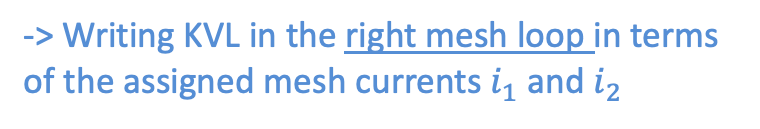 -> Writing KVL in the right mesh loop in terms
of the assigned mesh currents i₁ and i₂